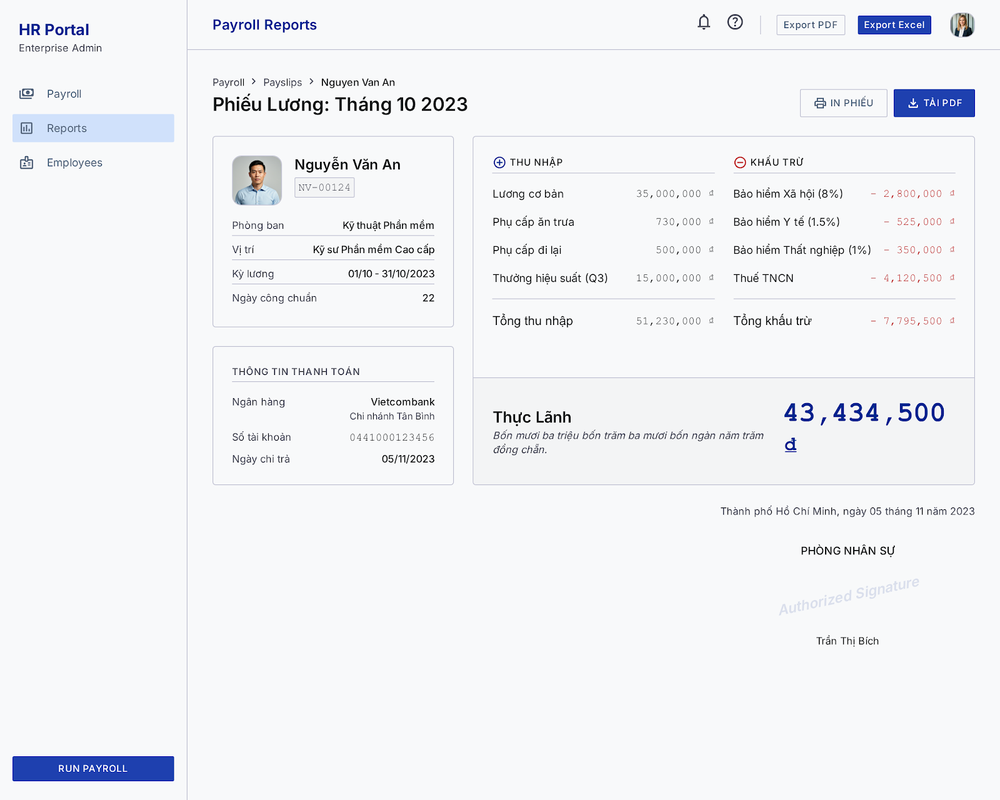 HR Portal
Enterprise Admin
Payroll
Reports
Employees
RUN PAYROLL
Payroll Reports
Export PDF
Export Excel
Payroll > Payslips > Nguyen Van An
Phiếu Lương: Tháng 10 2023
IN PHIẾU
TẢI PDF
Nguyễn Văn An
NV-00124
Phòng ban Kỹ thuật Phần mềm
Vị trí Kỹ sư Phần mềm Cao cấp
Kỳ lương 01/10 - 31/10/2023
Ngày công chuẩn 22
THÔNG TIN THANH TOÁN
Ngân hàng Vietcombank
Chi nhánh Tân Bình
Số tài khoản 0441000123456
Ngày chi trả 05/11/2023
THU NHẬP
Lương cơ bản 35,000,000 ₫
Phụ cấp ăn trưa 730,000 ₫
Phụ cấp đi lại 500,000 ₫
Thưởng hiệu suất (Q3) 15,000,000 ₫
Tổng thu nhập 51,230,000 ₫
KHẤU TRỪ
Bảo hiểm Xã hội (8%) - 2,800,000 ₫
Bảo hiểm Y tế (1.5%) - 525,000 ₫
Bảo hiểm Thất nghiệp (1%) - 350,000 ₫
Thuế TNCN - 4,120,500 ₫
Tổng khấu trừ - 7,795,500 ₫
Thực Lãnh
Bốn mươi ba triệu bốn trăm ba mươi bốn ngàn năm trăm
đồng chẵn.
43,434,500
₫
Thành phố Hồ Chí Minh, ngày 05 tháng 11 năm 2023
PHÒNG NHÂN SỰ
Authorized Signature
Trần Thị Bích